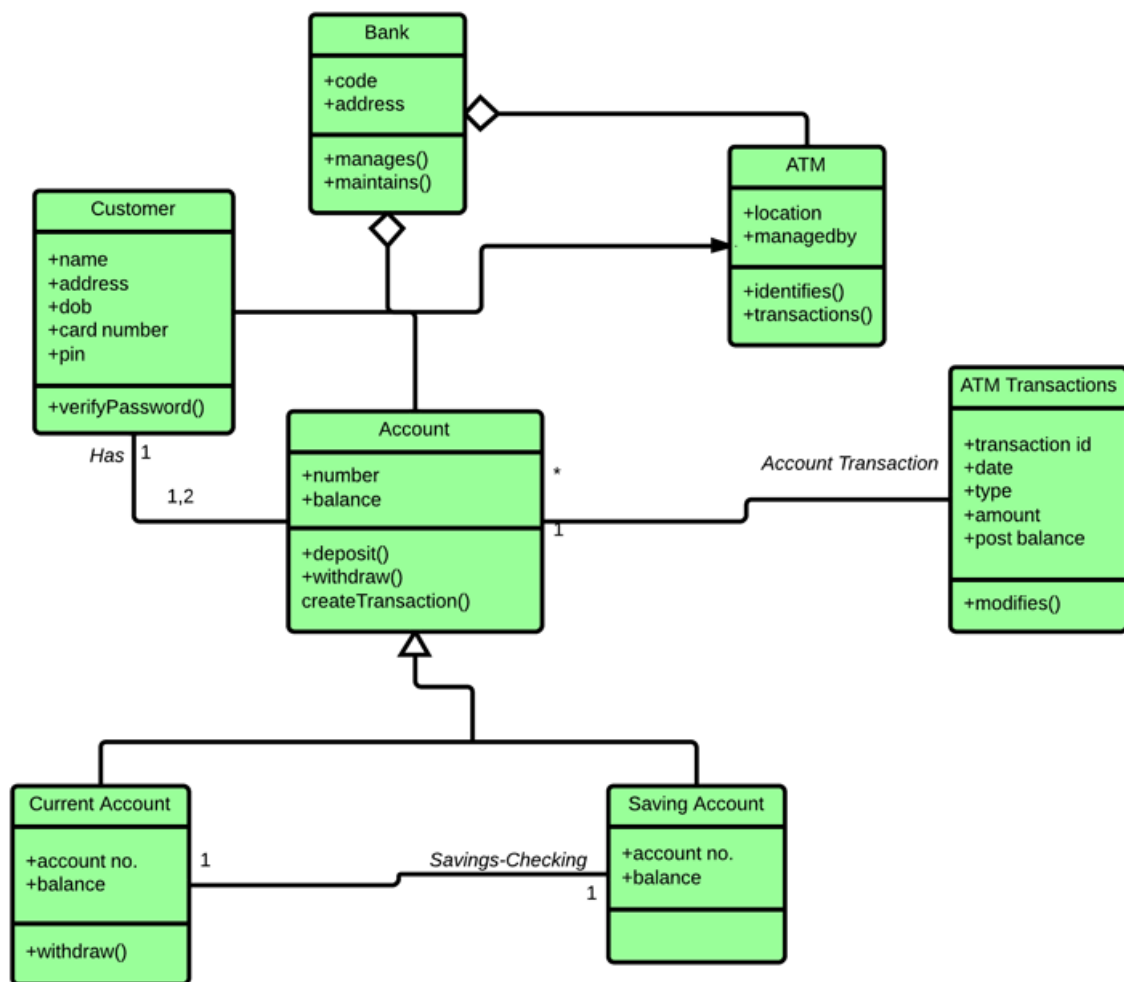 Bank
+code
+address
+manages()
+maintains()
ATM
+location
+managedby
+identifies()
+transactions()
Customer
+name
+address
+dob
+card number
+pin
+verifyPassword()
Has
1
1,2
Account
+number
+balance
+deposit()
+withdraw()
createTransaction()
*
1
Account Transaction
ATM Transactions
+transaction id
+date
+type
+amount
+post balance
+modifies()
Current Account
+account no.
+balance
+withdraw()
1
Savings-Checking
1
Saving Account
+account no.
+balance